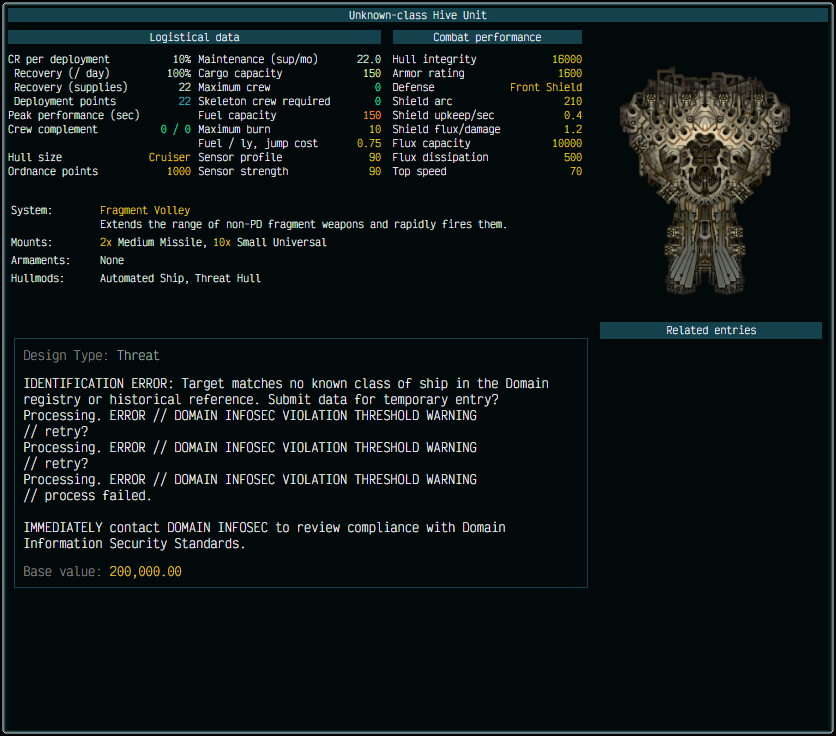 Unknown-class Hive Unit
Logistical data
Combat performance
CR per deployment 10% Maintenance (sup/mo) 22.0 Hull integrity 16000
Recovery (/ day) 100% Cargo capacity 150 Armor rating 1600
Recovery (supplies) 22 Maximum crew 0 Defense Front Shield
Deployment points 22 Skeleton crew required 0 Shield arc 210
Peak performance (sec) Fuel capacity 150 Shield upkeep/sec 0.4
Crew complement 0 / 0 Maximum burn 10 Shield flux/damage 1.2
Fuel / ly, jump cost 0.75 Flux capacity 10000
Hull size Cruiser Sensor profile 90 Flux dissipation 500
Ordnance points 1000 Sensor strength 90 Top speed 70
System: Fragment Volley
Extends the range of non-PD fragment weapons and rapidly fires them.
Mounts: 2x Medium Missile, 10x Small Universal
Armaments: None
Hullmods: Automated Ship, Threat Hull
Related entries
Design Type: Threat
IDENTIFICATION ERROR: Target matches no known class of ship in the Domain
registry or historical reference. Submit data for temporary entry?
Processing. ERROR // DOMAIN INFOSEC VIOLATION THRESHOLD WARNING
// retry?
Processing. ERROR // DOMAIN INFOSEC VIOLATION THRESHOLD WARNING
// retry?
Processing. ERROR // DOMAIN INFOSEC VIOLATION THRESHOLD WARNING
// process failed.
IMMEDIATELY contact DOMAIN INFOSEC to review compliance with Domain
Information Security Standards.
Base value: 200,000.00